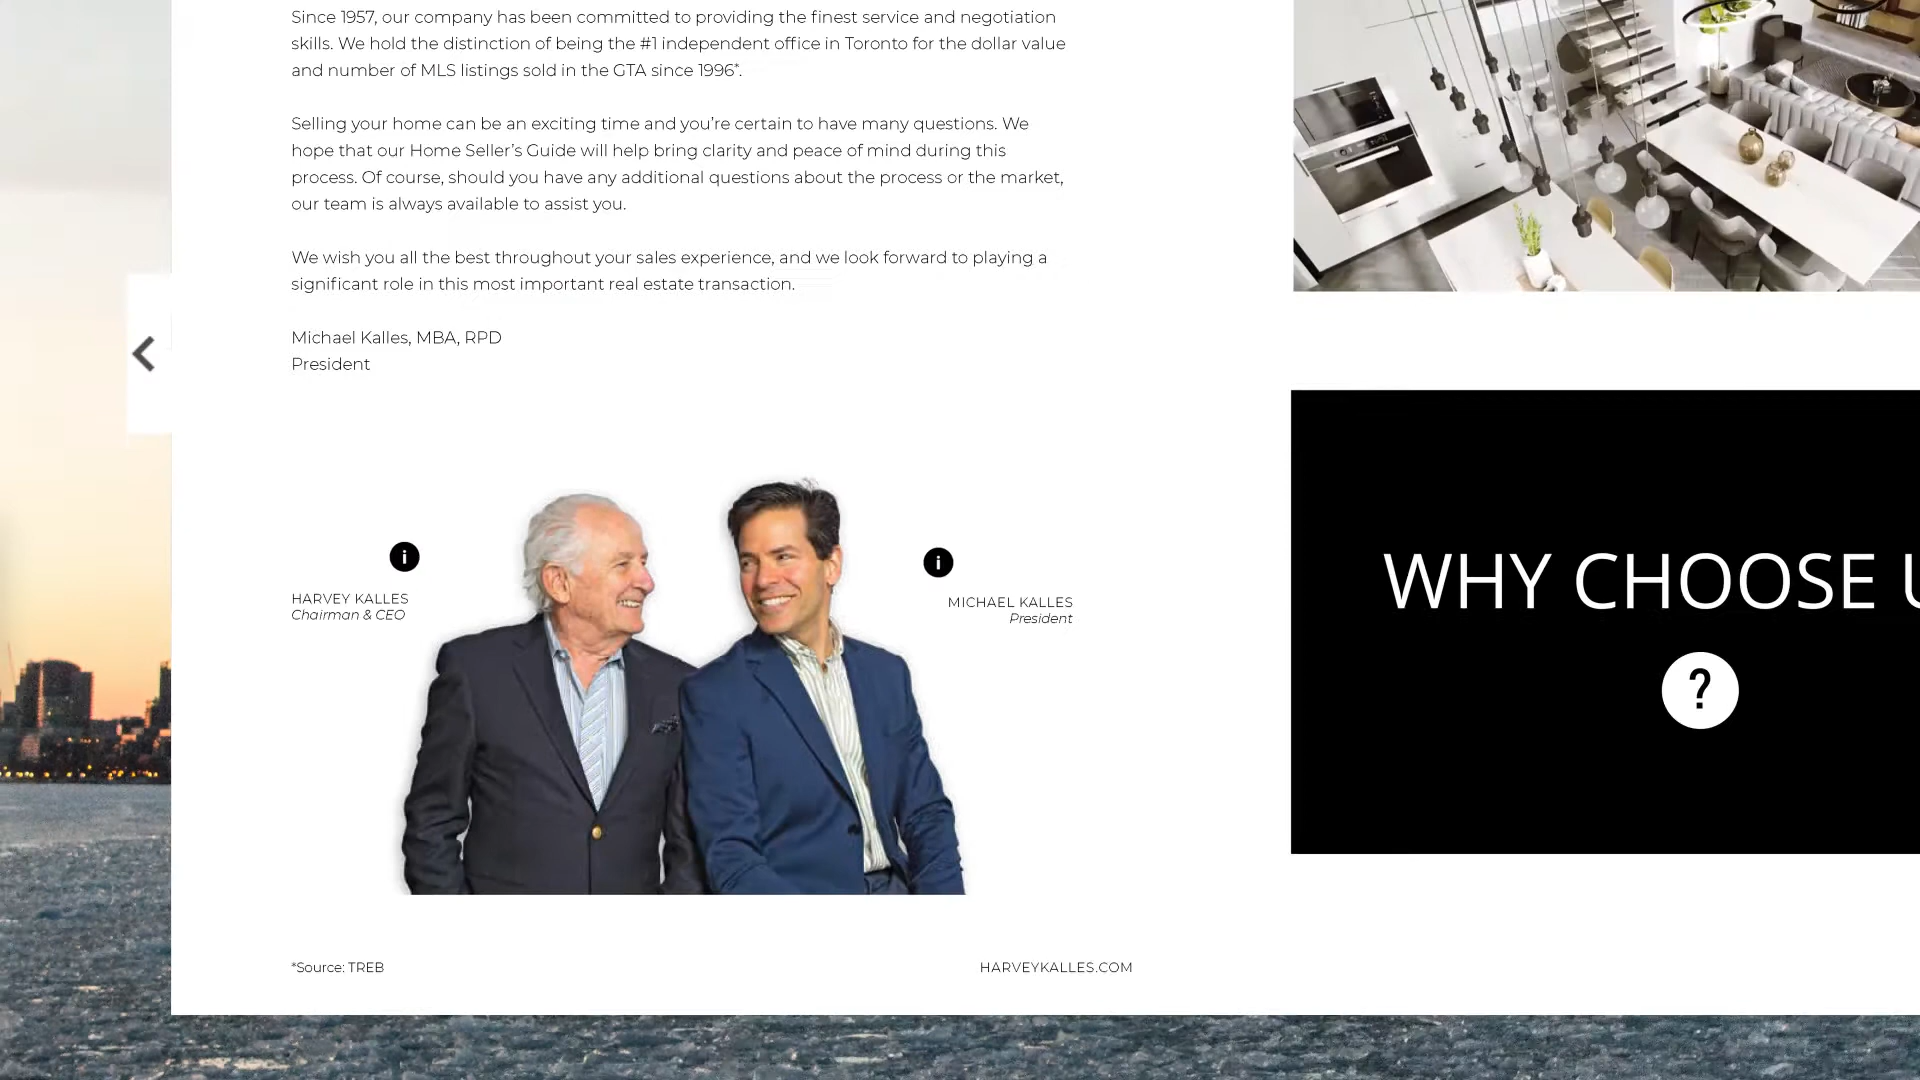 Since 1957, our company has been committed to providing the finest service and negotiation
skills. We hold the distinction of being the #1 independent office in Toronto for the dollar value
and number of MLS listings sold in the GTA since 1996*.
Selling your home can be an exciting time and you’re certain to have many questions. We
hope that our Home Seller’s Guide will help bring clarity and peace of mind during this
process. Of course, should you have any additional questions about the process or the market,
our team is always available to assist you.
We wish you all the best throughout your sales experience, and we look forward to playing a
significant role in this most important real estate transaction.
Michael Kalles, MBA, RPD
President
i
HARVEY KALLES
Chairman & CEO
i
MICHAEL KALLES
President
*Source: TREB
HARVEYKALLES.COM
WHY CHOOSE U
?